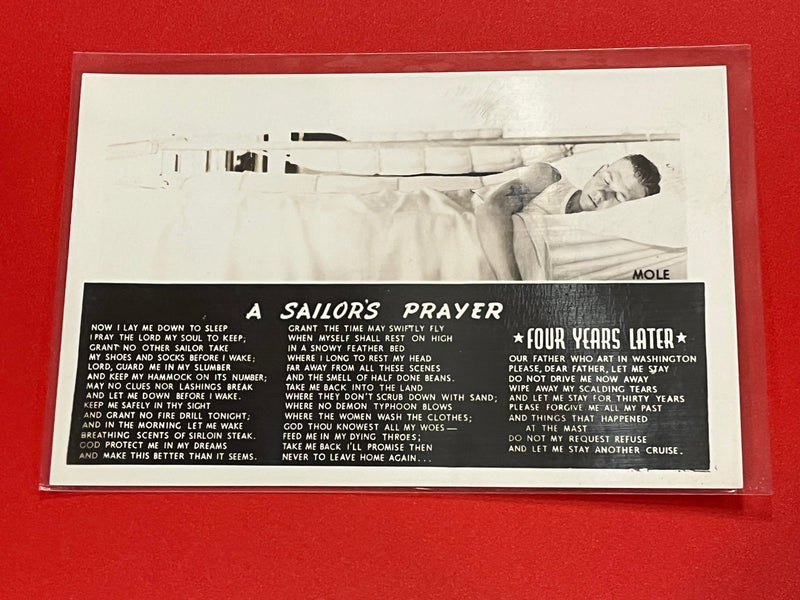 MOLE
A SAILOR'S PRAYER
NOW I LAY ME DOWN TO SLEEP
I PRAY THE LORD MY SOUL TO KEEP;
GRANT NO OTHER SAILOR TAKE
MY SHOES AND SOCKS BEFORE I WAKE;
LORD, GUARD ME IN MY SLUMBER
AND KEEP MY HAMMOCK ON ITS NUMBER;
MAY NO CLUES NOR LASHINGS BREAK
AND LET ME DOWN BEFORE I WAKE.
KEEP ME SAFELY IN THY SIGHT
AND GRANT NO FIRE DRILL TONIGHT;
AND IN THE MORNING LET ME WAKE
BREATHING SCENTS OF SIRLOIN STEAK.
GOD PROTECT ME IN MY DREAMS
AND MAKE THIS BETTER THAN IT SEEMS.
GRANT THE TIME MAY SWIFTLY FLY
WHEN MYSELF SHALL REST ON HIGH
IN A SNOWY FEATHER BED
WHERE I LONG TO REST MY HEAD
FAR AWAY FROM ALL THESE SCENES
AND THE SMELL OF HALF DONE BEANS.
TAKE ME BACK INTO THE LAND
WHERE THEY DON'T SCRUB DOWN WITH SAND;
WHERE NO DEMON TYPHOON BLOWS
WHERE THE WOMEN WASH THE CLOTHES;
GOD THOU KNOWEST ALL MY WOES—
FEED ME IN MY DYING THROES;
TAKE ME BACK I'LL PROMISE THEN
NEVER TO LEAVE HOME AGAIN...
★FOUR YEARS LATER★
OUR FATHER WHO ART IN WASHINGTON
PLEASE, DEAR FATHER, LET ME STAY
DO NOT DRIVE ME NOW AWAY
WIPE AWAY MY SCALDING TEARS
AND LET ME STAY FOR THIRTY YEARS
PLEASE FORGIVE ME ALL MY PAST
AND THINGS THAT HAPPENED
AT THE MAST
DO NOT MY REQUEST REFUSE
AND LET ME STAY ANOTHER CRUISE.